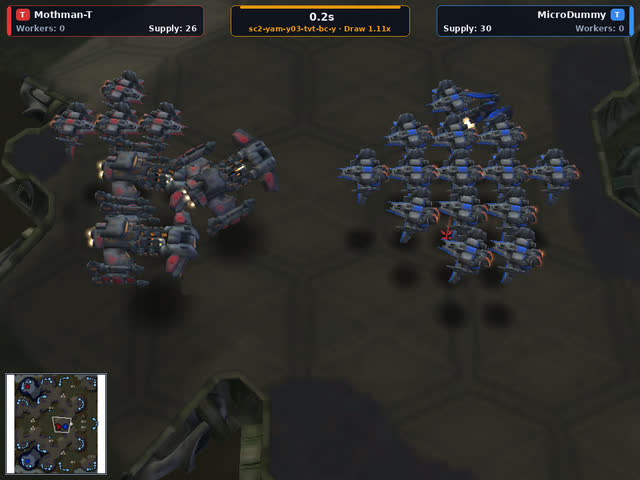 T Mothman-T
Workers: 0 Supply: 26
0.2s
sc2-yam-y03-tvt-bc-y · Draw 1.11x
MicroDummy T
Supply: 30 Workers: 0